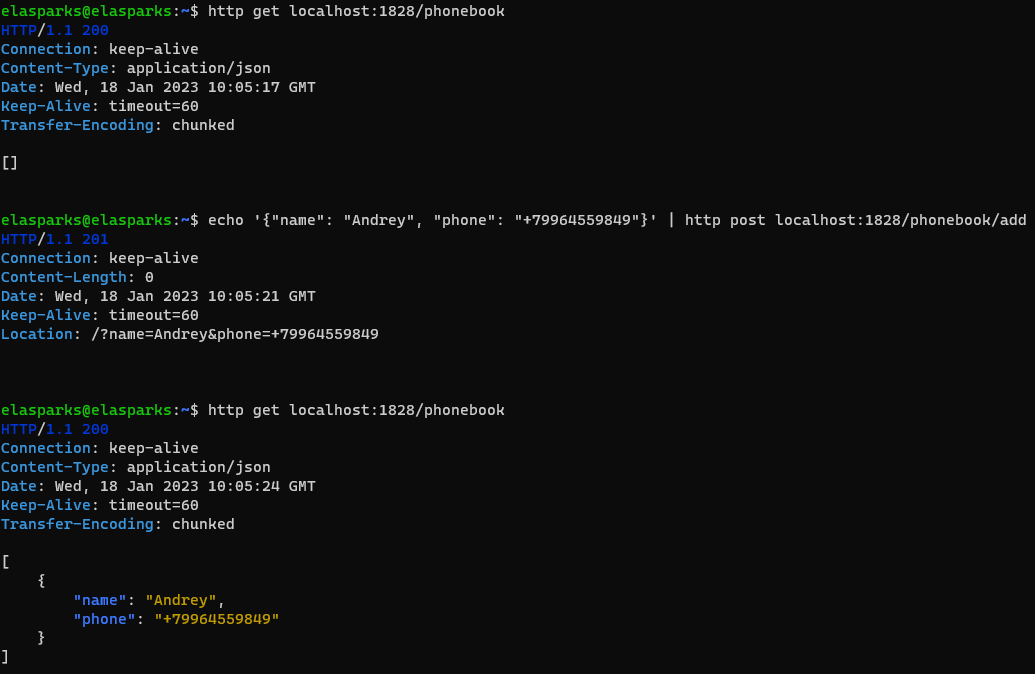 elasparks@elasparks:~$ http get localhost:1828/phonebook
HTTP/1.1 200
Connection: keep-alive
Content-Type: application/json
Date: Wed, 18 Jan 2023 10:05:17 GMT
Keep-Alive: timeout=60
Transfer-Encoding: chunked
[]
elasparks@elasparks:~$ echo '{"name": "Andrey", "phone": "+79964559849"}' | http post localhost:1828/phonebook/add
HTTP/1.1 201
Connection: keep-alive
Content-Length: 0
Date: Wed, 18 Jan 2023 10:05:21 GMT
Keep-Alive: timeout=60
Location: /?name=Andrey&phone=+79964559849
elasparks@elasparks:~$ http get localhost:1828/phonebook
HTTP/1.1 200
Connection: keep-alive
Content-Type: application/json
Date: Wed, 18 Jan 2023 10:05:24 GMT
Keep-Alive: timeout=60
Transfer-Encoding: chunked
[
    {
        "name": "Andrey",
        "phone": "+79964559849"
    }
]